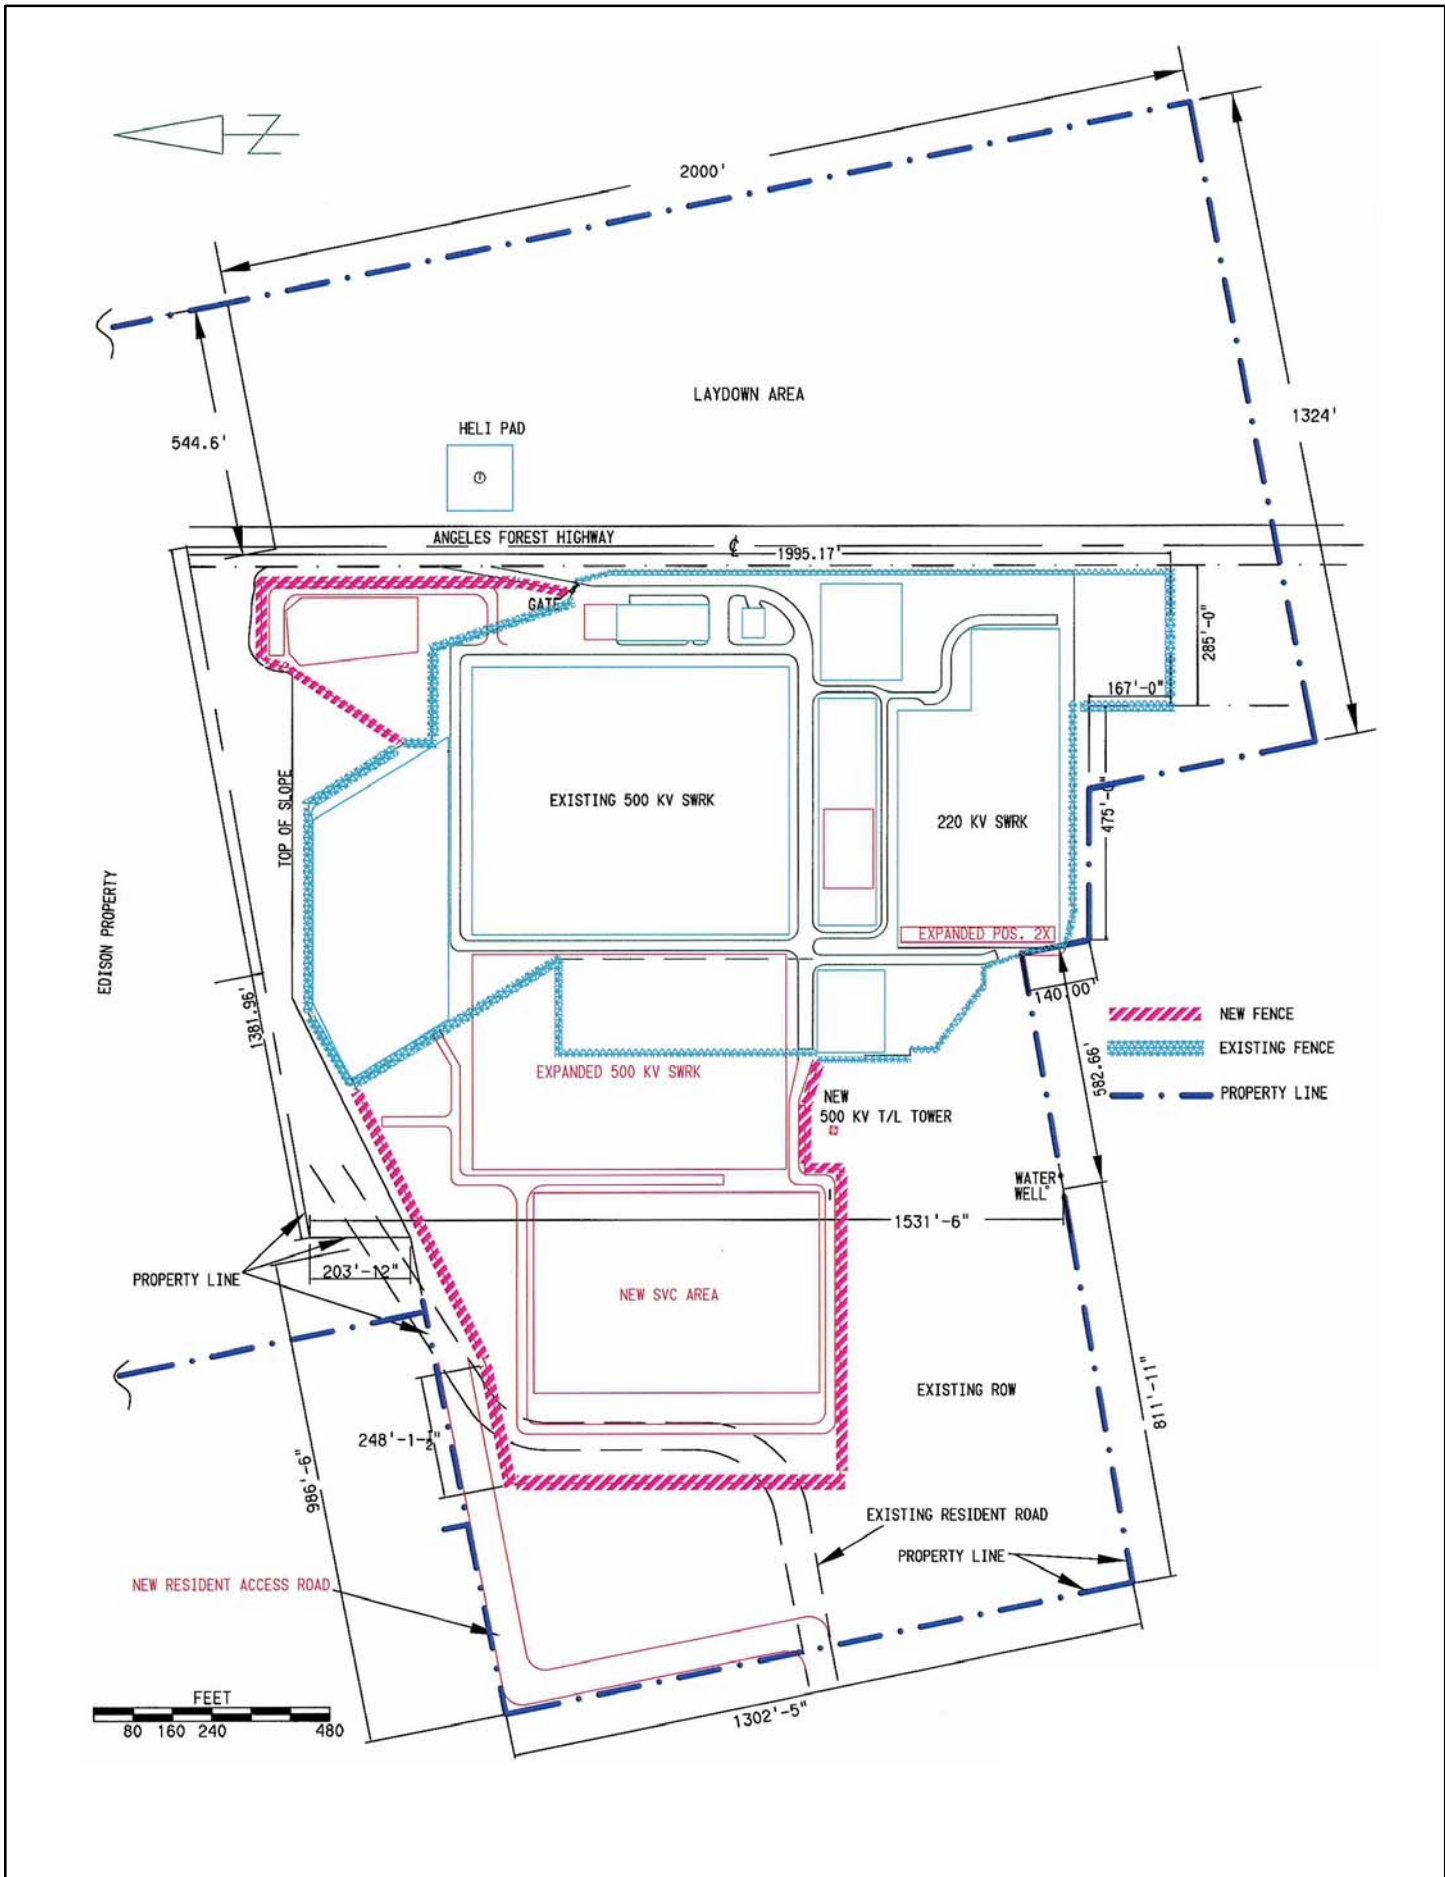 Z
2000'
LAYDOWN AREA
1324'
544.6'
HELI PAD
ANGELES FOREST HIGHWAY
1995.17'
GATE
285'-0"
167'-0"
TOP OF SLOPE
EXISTING 500 KV SWRK
220 KV SWRK
475'-0"
EDISON PROPERTY
EXPANDED POS. 2X
140.00'
1381.96'
NEW FENCE
EXISTING FENCE
PROPERTY LINE
582.66'
EXPANDED 500 KV SWRK
NEW
500 KV T/L TOWER
WATER
WELL
1531'-6"
203'-12"
PROPERTY LINE
NEW SVC AREA
EXISTING ROW
811'-11"
248'-1-½"
986'-6"
EXISTING RESIDENT ROAD
PROPERTY LINE
NEW RESIDENT ACCESS ROAD
1302'-5"
FEET
80 160 240 480